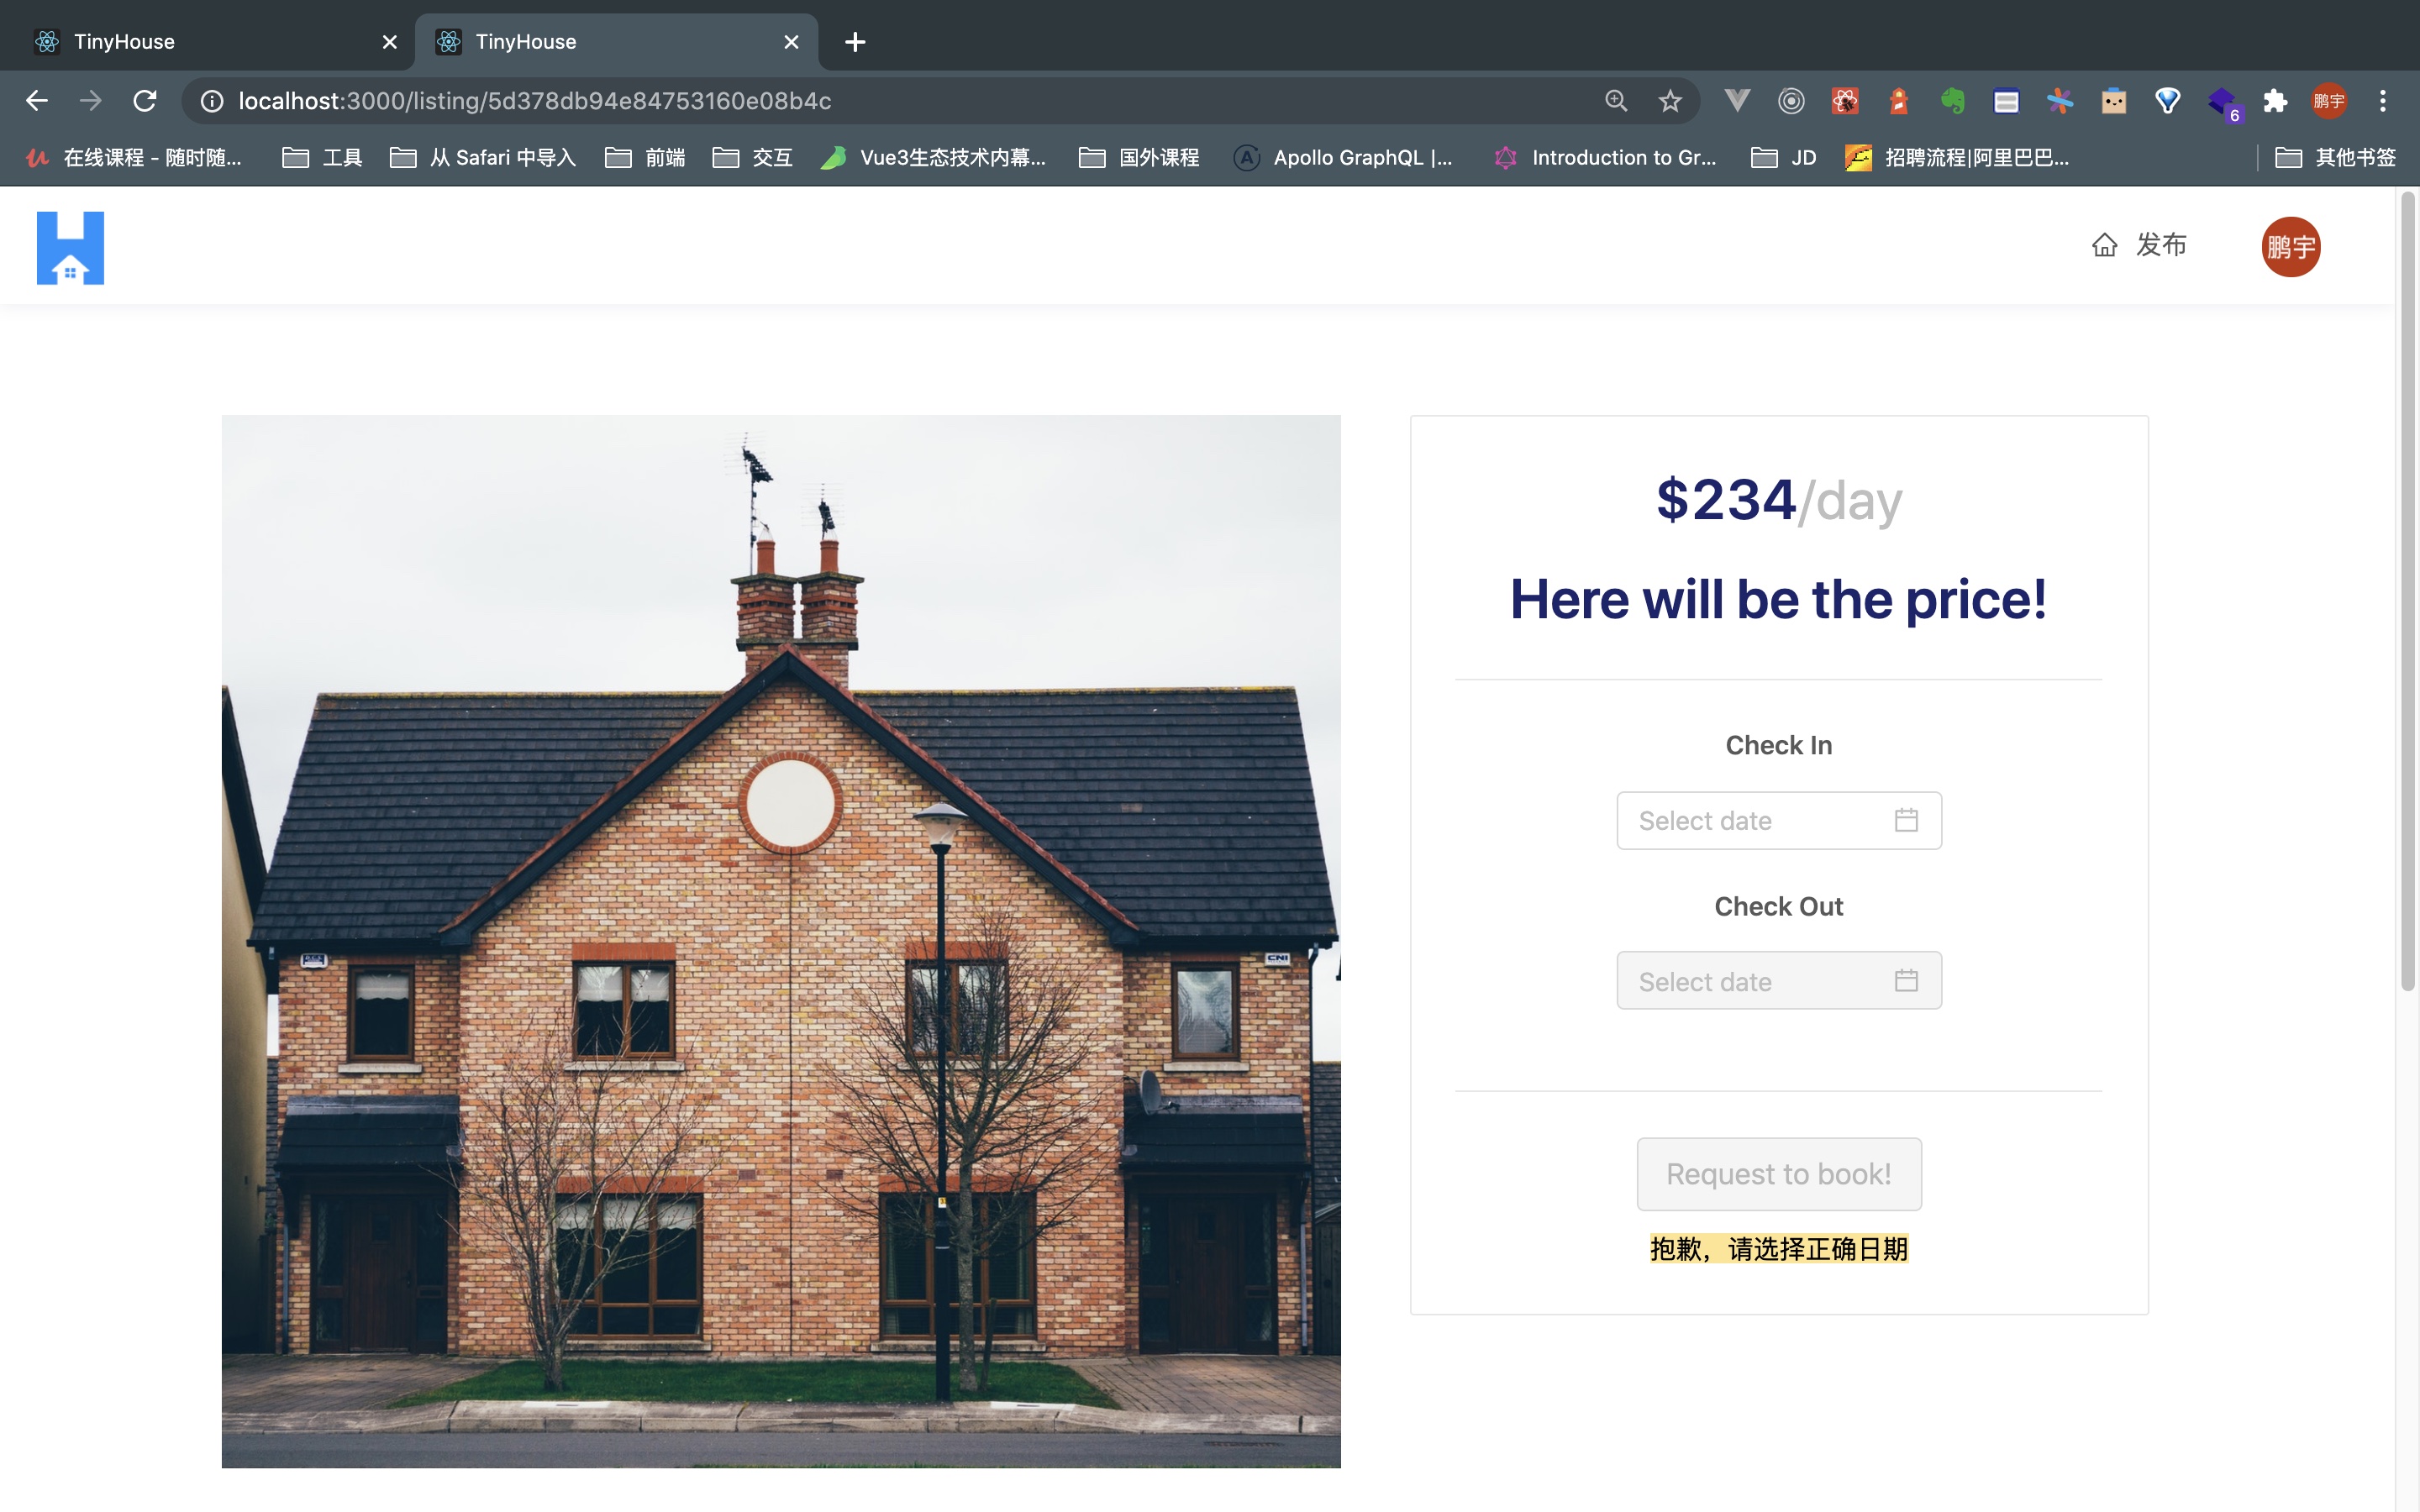 TinyHouse
TinyHouse
localhost:3000/listing/5d378db94e84753160e08b4c
鹏宇
6
在线课程 - 随时随...
工具
从 Safari 中导入
前端
交互
Vue3生态技术内幕...
国外课程
Apollo GraphQL |...
Introduction to Gr...
JD
招聘流程|阿里巴巴...
其他书签
发布
鹏宇
$234/day
Here will be the price!
Check In
Select date
Check Out
Select date
Request to book!
抱歉，请选择正确日期
CNI